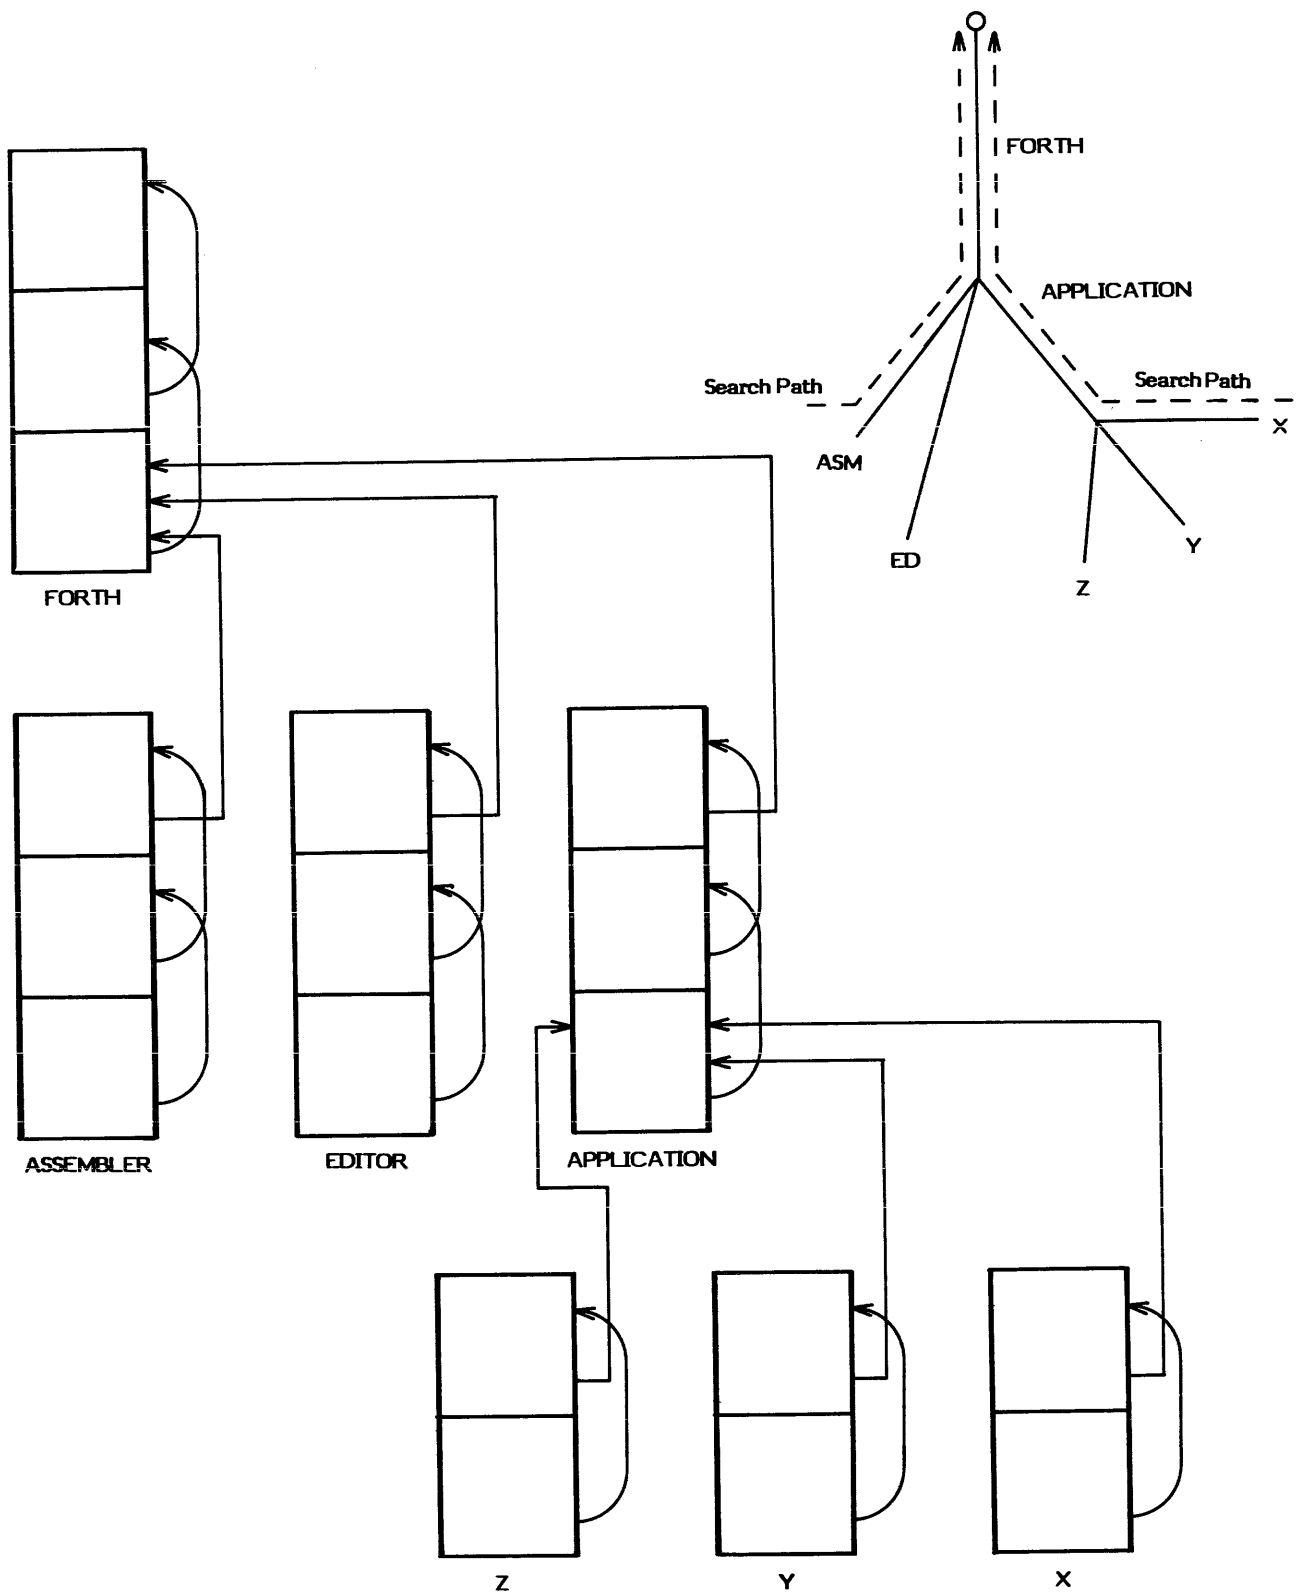 FORTH
APPLICATION
Search Path
Search Path
X
ASM
Y
ED
Z
FORTH
ASSEMBLER
EDITOR
APPLICATION
Z
Y
X